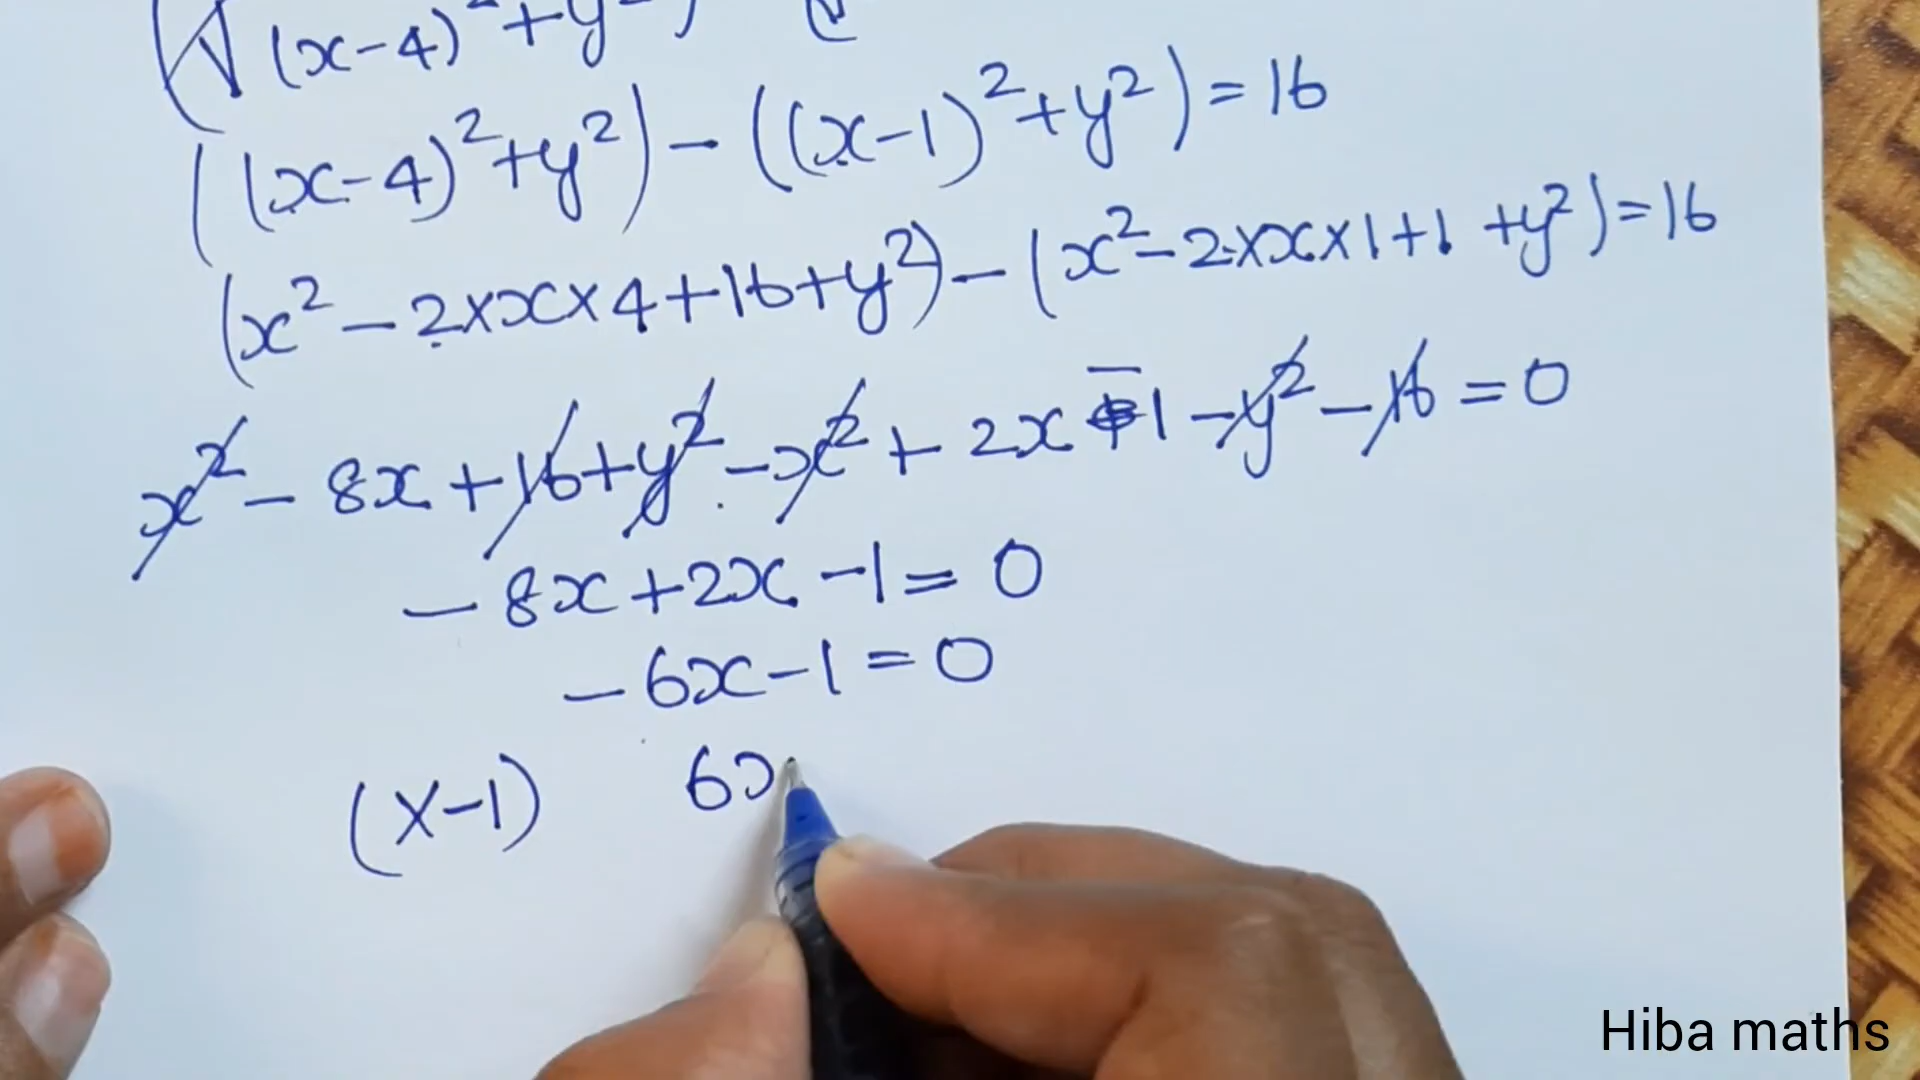 (√(x-4)²+y²)
((x-4)²+y²) - ((x-1)²+y²) = 16
(x² - 2×x×4+16+y²) - (x² - 2×x×1+1 +y²) = 16
x² - 8x + 16 + y² - x² + 2x - 1 - y² - 16 = 0
- 8x + 2x - 1 = 0
- 6x - 1 = 0
(x-1) 6x
Hiba maths